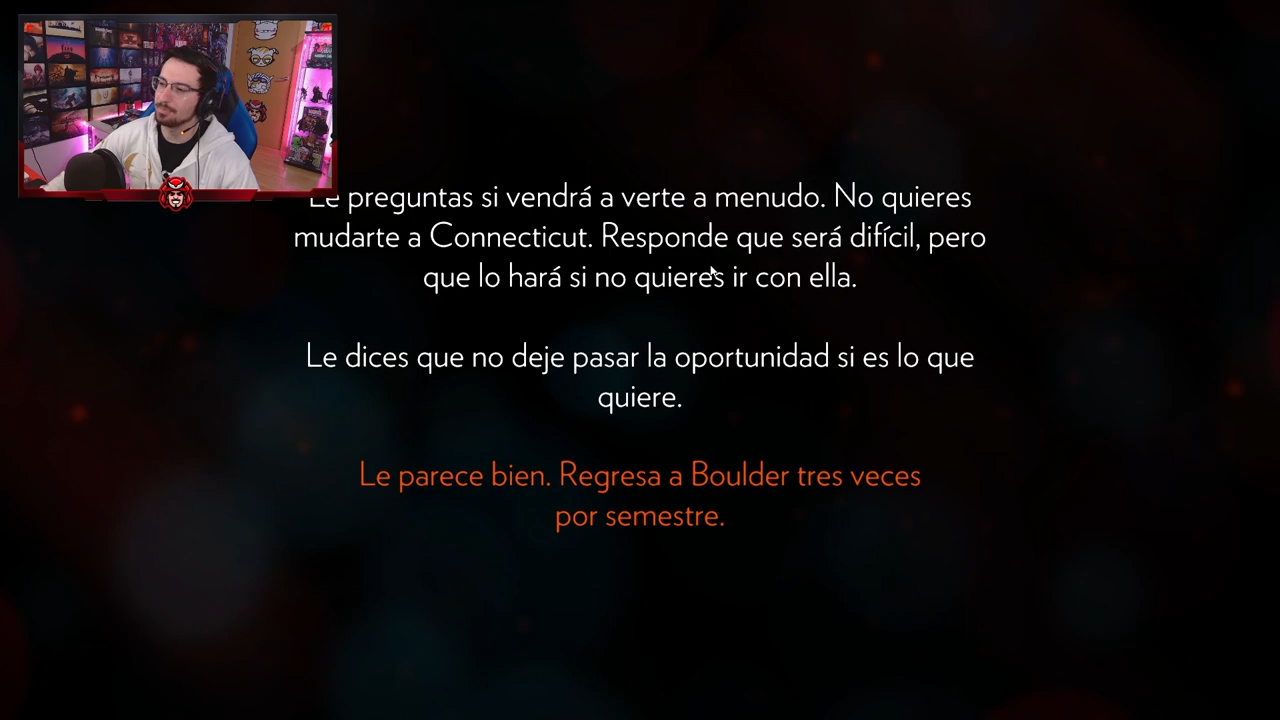 Le preguntas si vendrá a verte a menudo. No quieres
mudarte a Connecticut. Responde que será difícil, pero
que lo hará si no quieres ir con ella.
Le dices que no deje pasar la oportunidad si es lo que
quiere.
Le parece bien. Regresa a Boulder tres veces
por semestre.